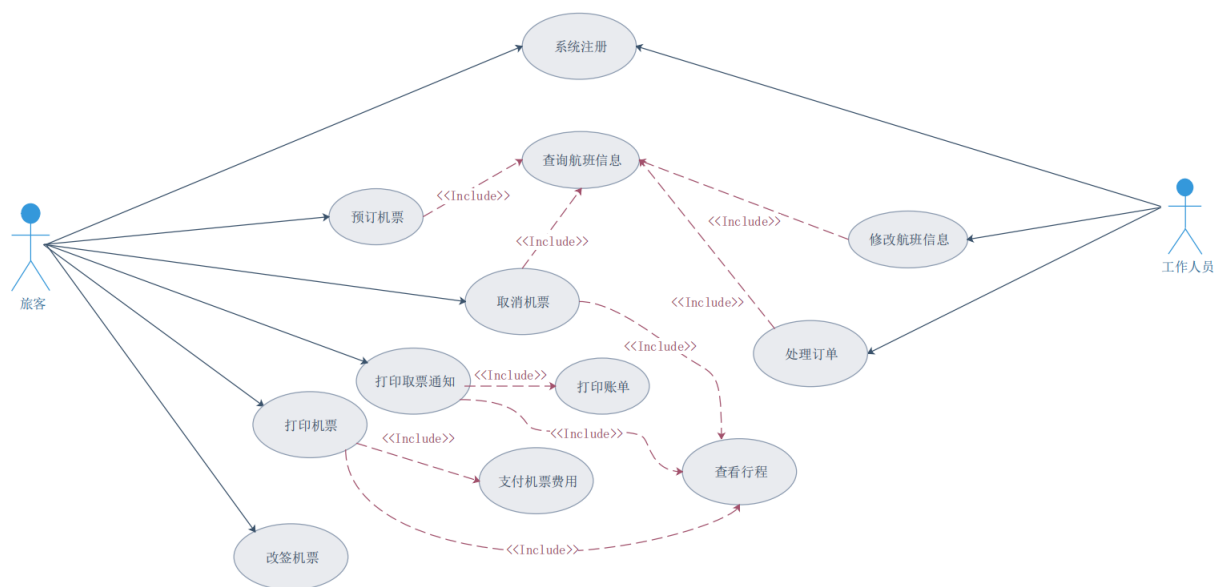 系统注册
查询航班信息
<<Include>>
预订机票
<<Include>>
修改航班信息
<<Include>>
旅客
工作人员
取消机票
<<Include>>
<<Include>>
处理订单
打印取票通知
<<Include>>
打印账单
打印机票
<<Include>>
<<Include>>
查看行程
支付机票费用
<<Include>>
改签机票